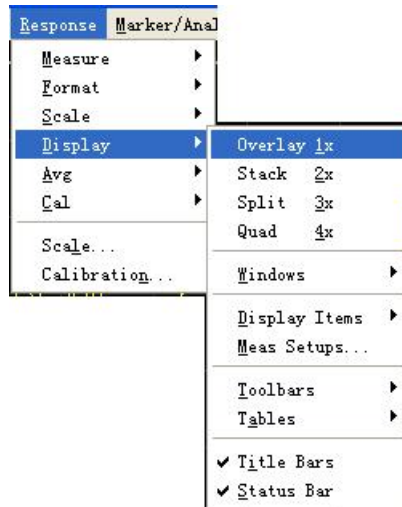 Response Marker/Anal
Measure
Format
Scale
Display
Avg
Cal
Scale...
Calibration...
Overlay 1x
Stack 2x
Split 3x
Quad 4x
Windows
Display Items
Meas Setups...
Toolbars
Tables
Title Bars
Status Bar